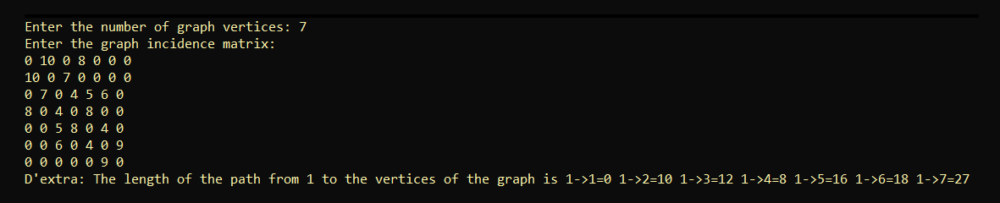 Enter the number of graph vertices: 7
Enter the graph incidence matrix:
0 10 0 8 0 0 0
10 0 7 0 0 0 0
0 7 0 4 5 6 0
8 0 4 0 8 0 0
0 0 5 8 0 4 0
0 0 6 0 4 0 9
0 0 0 0 0 9 0
D'extra: The length of the path from 1 to the vertices of the graph is 1->1=0 1->2=10 1->3=12 1->4=8 1->5=16 1->6=18 1->7=27